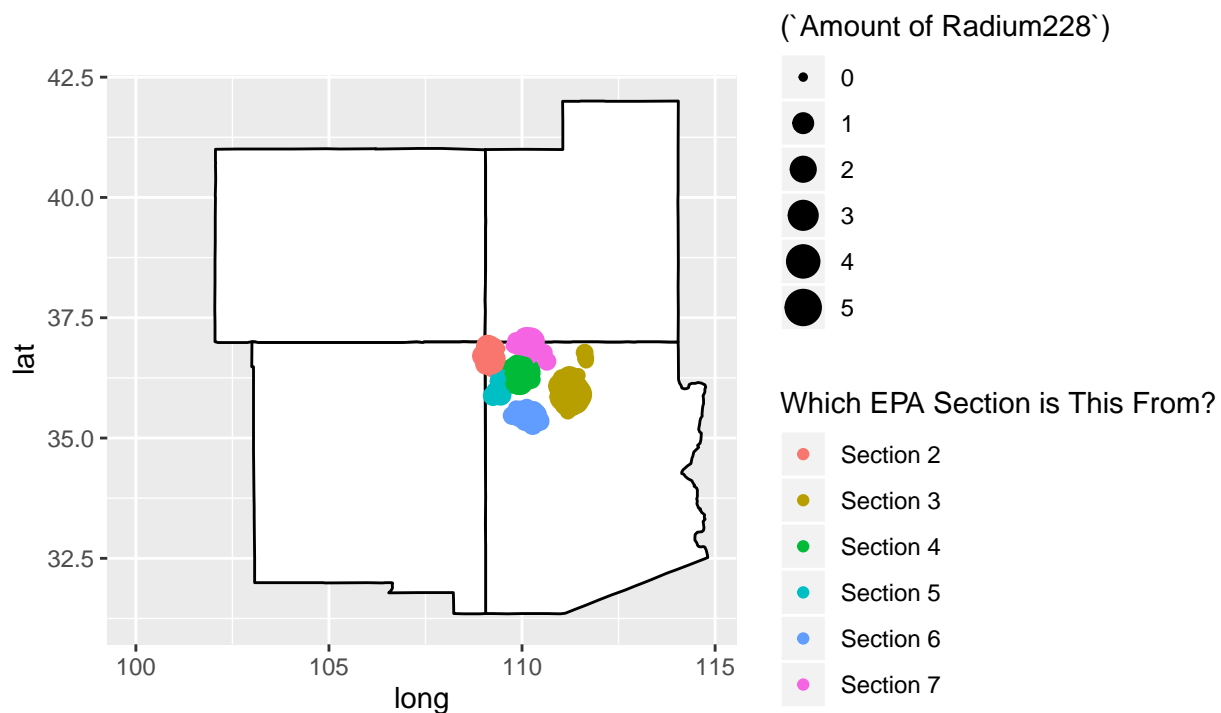 42.5
40.0
37.5
35.0
32.5
lat
100
105
110
115
long
(`Amount of Radium228`)
0
1
2
3
4
5
Which EPA Section is This From?
Section 2
Section 3
Section 4
Section 5
Section 6
Section 7